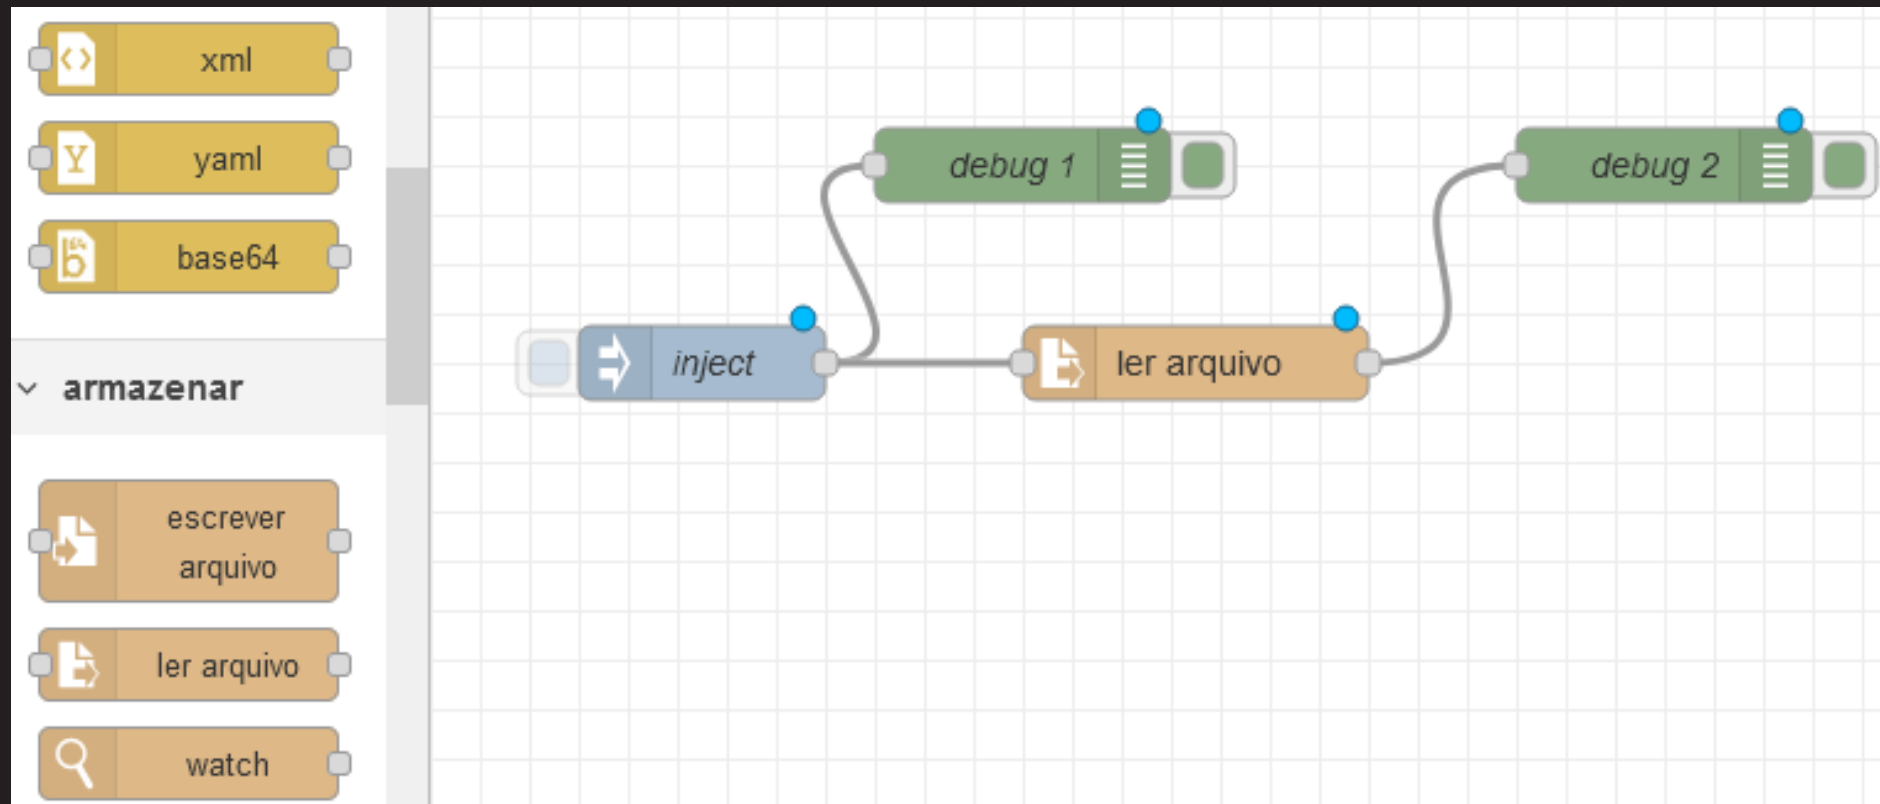 xml
yaml
base64
armazenar
escrever
arquivo
ler arquivo
watch
debug 1
debug 2
inject
ler arquivo